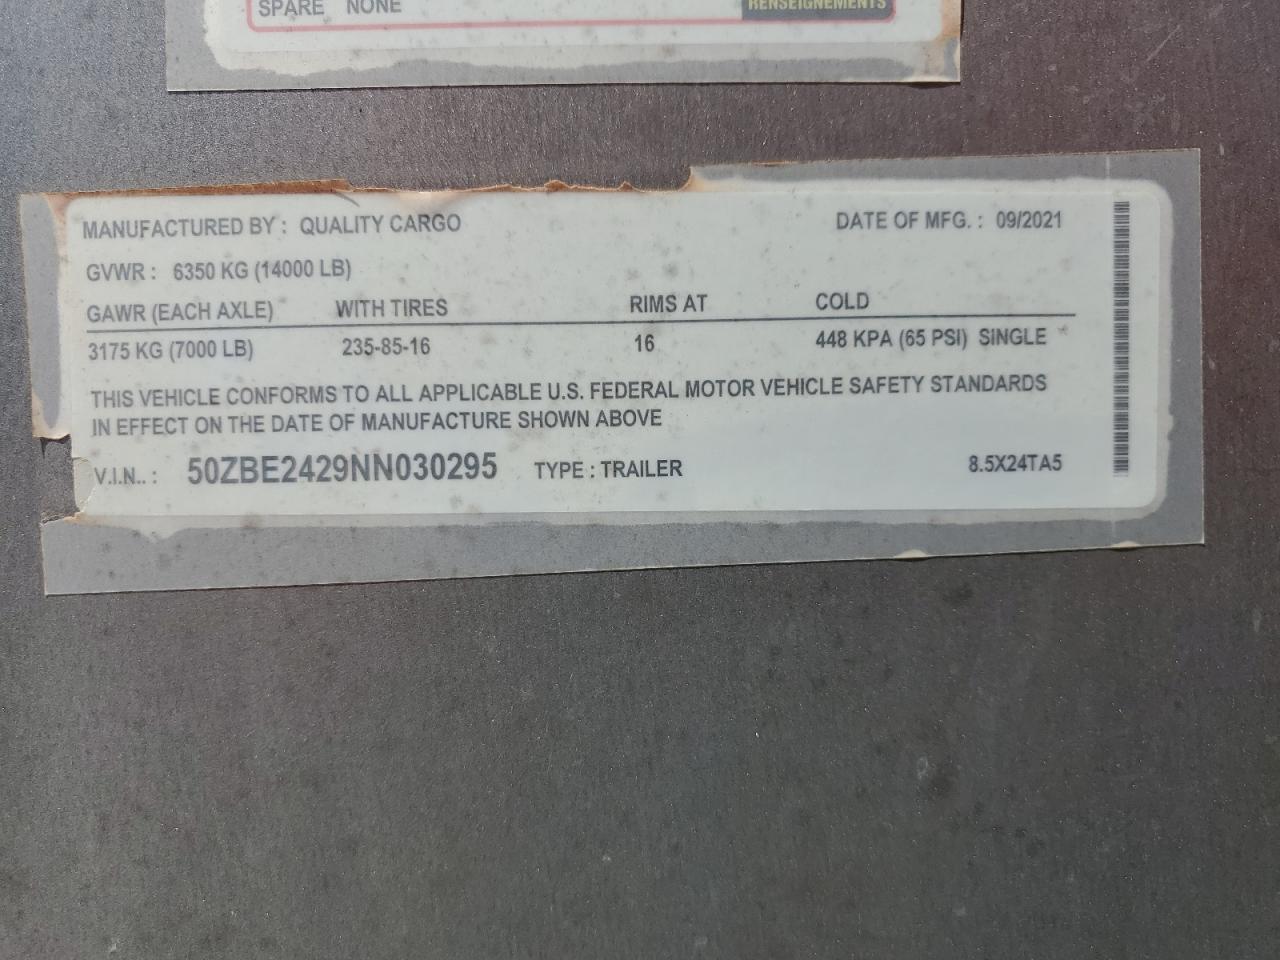 SPARE NONE
RENSEIGNEMENTS
MANUFACTURED BY : QUALITY CARGO DATE OF MFG. : 09/2021
GVWR : 6350 KG (14000 LB)
GAWR (EACH AXLE) WITH TIRES RIMS AT COLD
3175 KG (7000 LB) 235-85-16 16 448 KPA (65 PSI) SINGLE
THIS VEHICLE CONFORMS TO ALL APPLICABLE U.S. FEDERAL MOTOR VEHICLE SAFETY STANDARDS
IN EFFECT ON THE DATE OF MANUFACTURE SHOWN ABOVE
V.I.N.. : 50ZBE2429NN030295 TYPE : TRAILER 8.5X24TA5